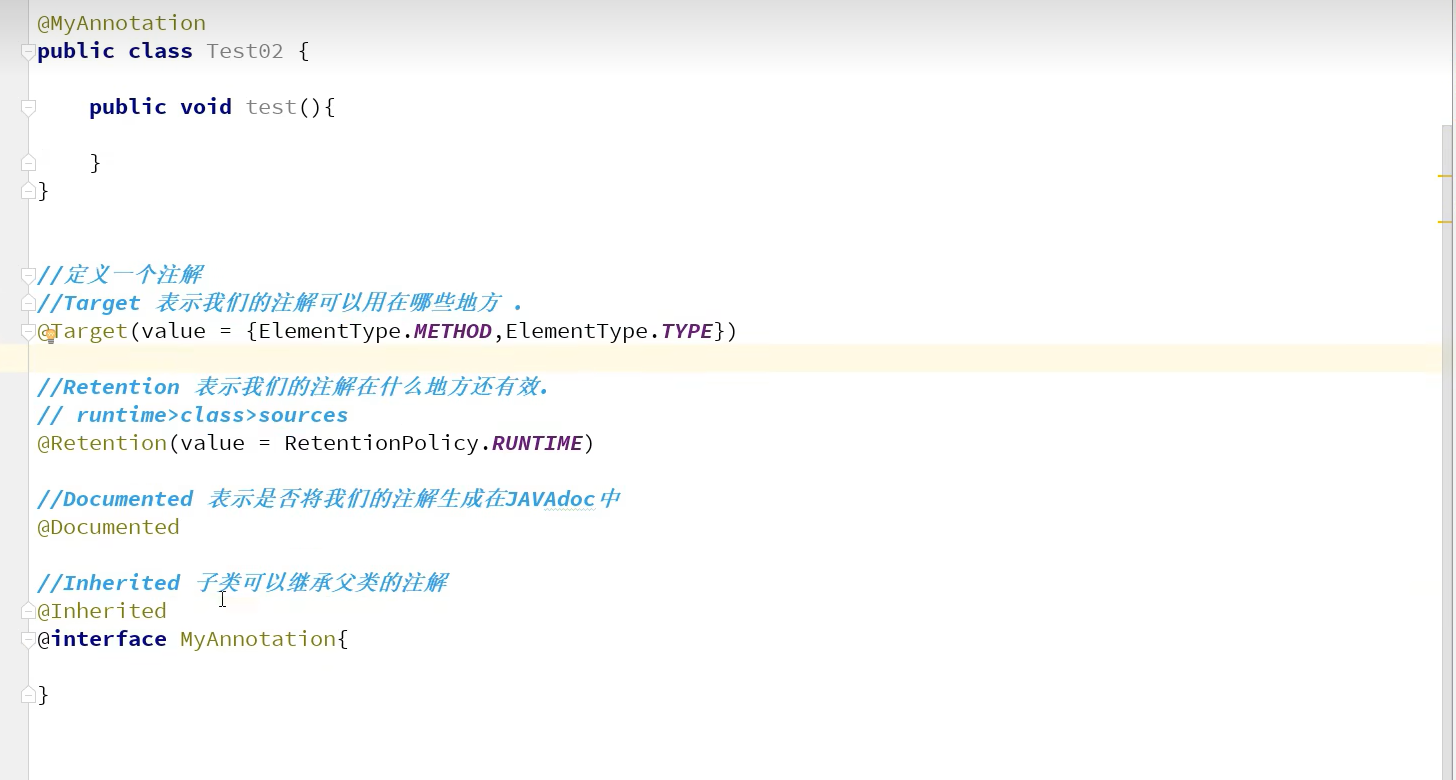 @MyAnnotation
public class Test02 {
public void test(){
}
}
//定义一个注解
//Target 表示我们的注解可以用在哪些地方 .
@Target(value = {ElementType.METHOD,ElementType.TYPE})
//Retention 表示我们的注解在什么地方还有效.
// runtime>class>sources
@Retention(value = RetentionPolicy.RUNTIME)
//Documented 表示是否将我们的注解生成在JAVAdoc中
@Documented
//Inherited 子类可以继承父类的注解
@Inherited
@interface MyAnnotation{
}